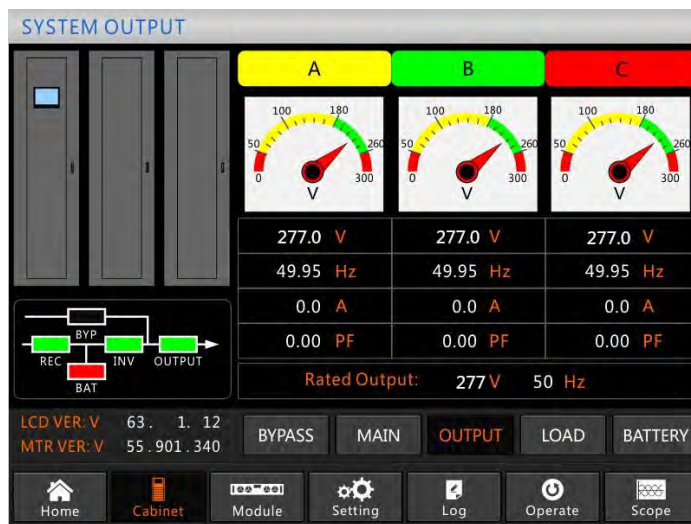 SYSTEM OUTPUT
A B C
50 100 180 260 0 300 V
50 100 180 260 0 300 V
50 100 180 260 0 300 V
277.0 V 277.0 V 277.0 V
49.95 Hz 49.95 Hz 49.95 Hz
0.0 A 0.0 A 0.0 A
0.00 PF 0.00 PF 0.00 PF
Rated Output: 277 V 50 Hz
BYP
REC INV OUTPUT
BAT
LCD VER: V 63. 1. 12
MTR VER: V 55.901.340
BYPASS MAIN OUTPUT LOAD BATTERY
Home Cabinet Module Setting Log Operate Scope